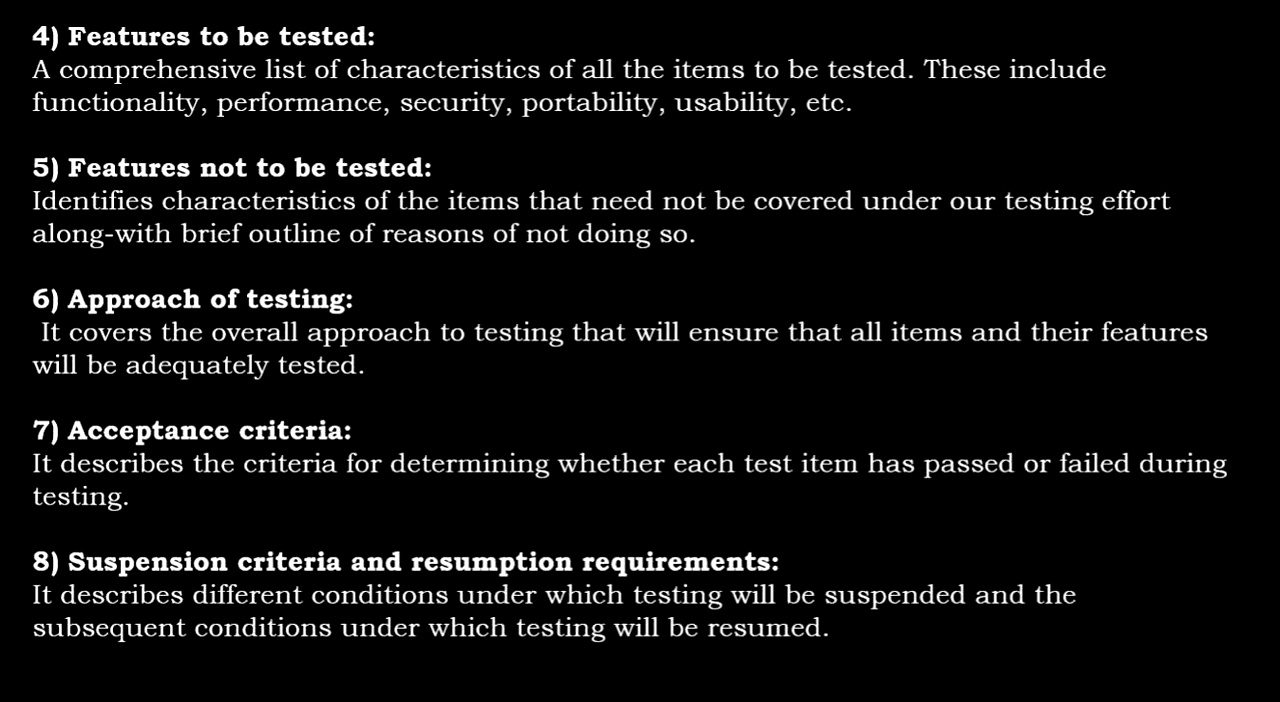 4) Features to be tested:
A comprehensive list of characteristics of all the items to be tested. These include
functionality, performance, security, portability, usability, etc.
5) Features not to be tested:
Identifies characteristics of the items that need not be covered under our testing effort
along-with brief outline of reasons of not doing so.
6) Approach of testing:
It covers the overall approach to testing that will ensure that all items and their features
will be adequately tested.
7) Acceptance criteria:
It describes the criteria for determining whether each test item has passed or failed during
testing.
8) Suspension criteria and resumption requirements:
It describes different conditions under which testing will be suspended and the
subsequent conditions under which testing will be resumed.